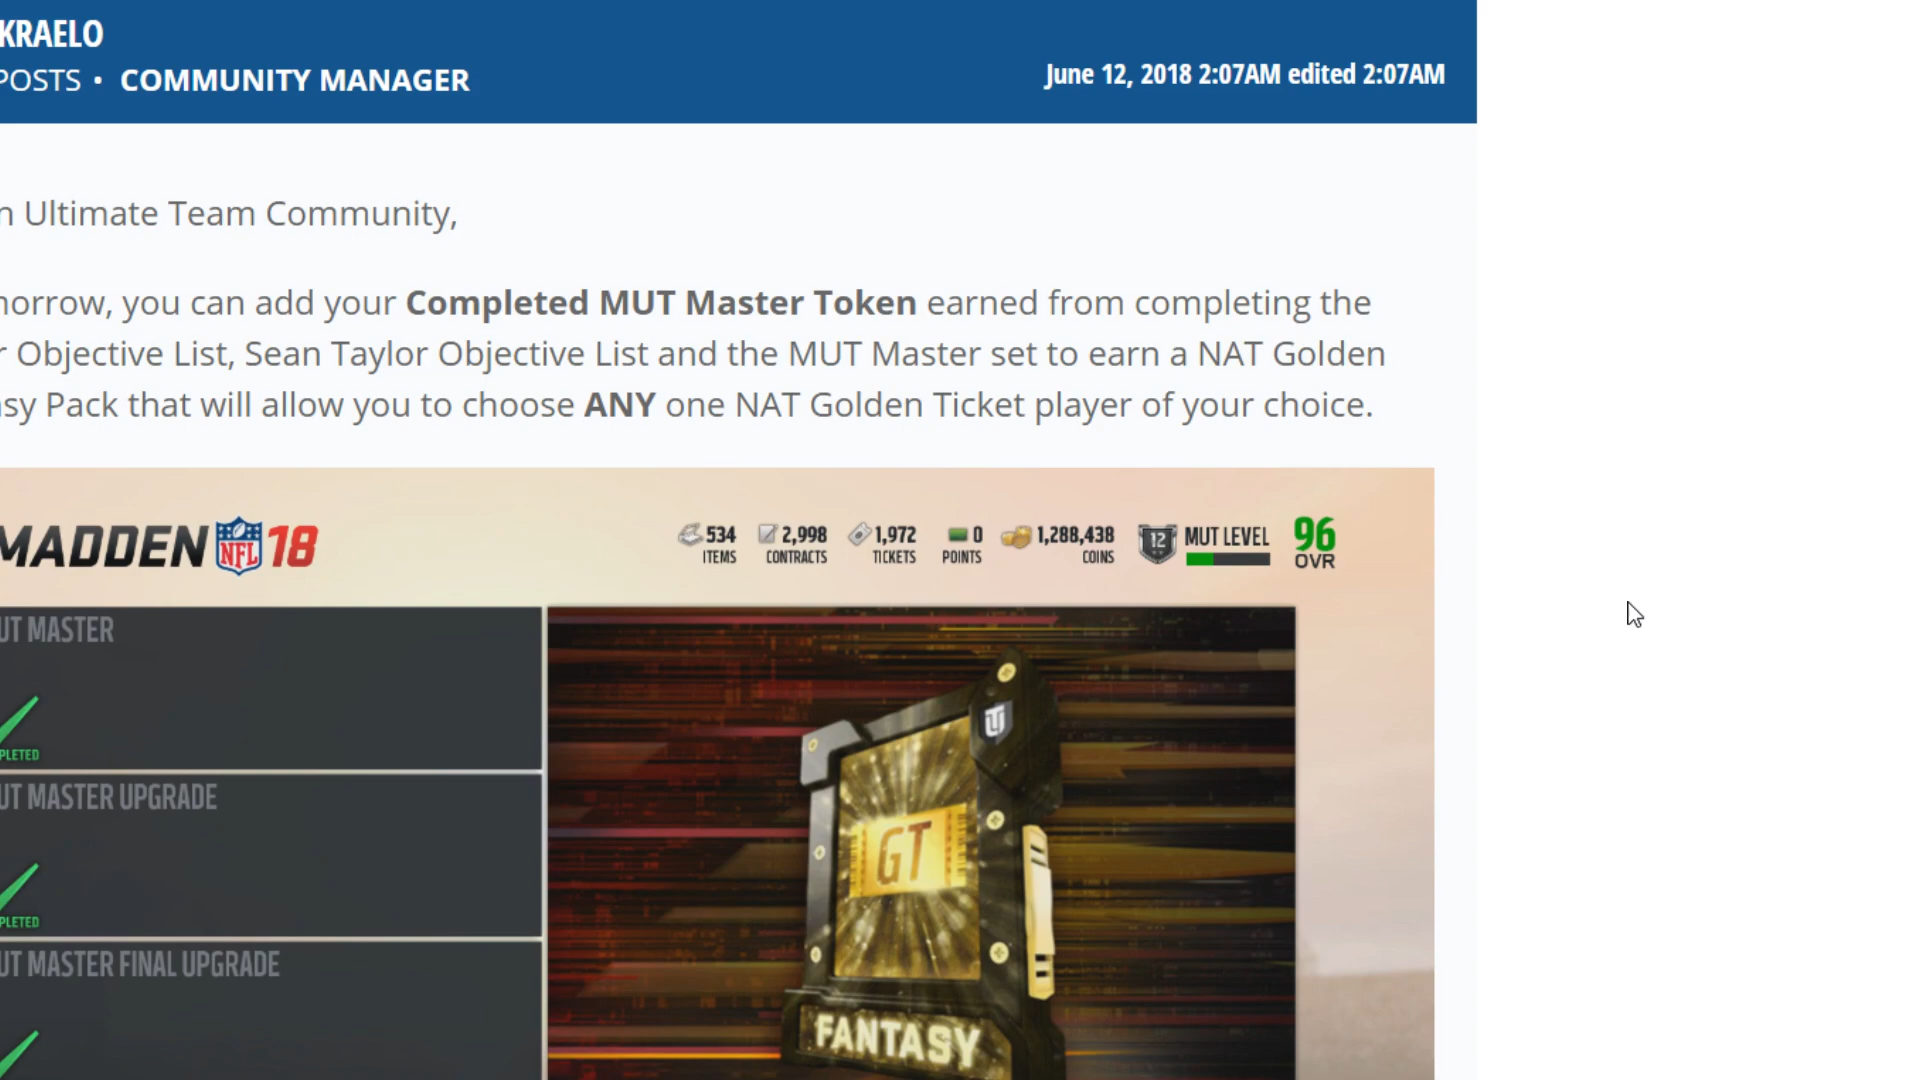 KRAELO
POSTS • COMMUNITY MANAGER
June 12, 2018 2:07AM edited 2:07AM
n Ultimate Team Community,
morrow, you can add your Completed MUT Master Token earned from completing the
r Objective List, Sean Taylor Objective List and the MUT Master set to earn a NAT Golden
asy Pack that will allow you to choose ANY one NAT Golden Ticket player of your choice.
MADDEN NFL 18
534 ITEMS
2,998 CONTRACTS
1,972 TICKETS
0 POINTS
1,288,438 COINS
12
MUT LEVEL
96 OVR
UT MASTER
PLETED
UT MASTER UPGRADE
PLETED
UT MASTER FINAL UPGRADE
U
GT
FANTASY